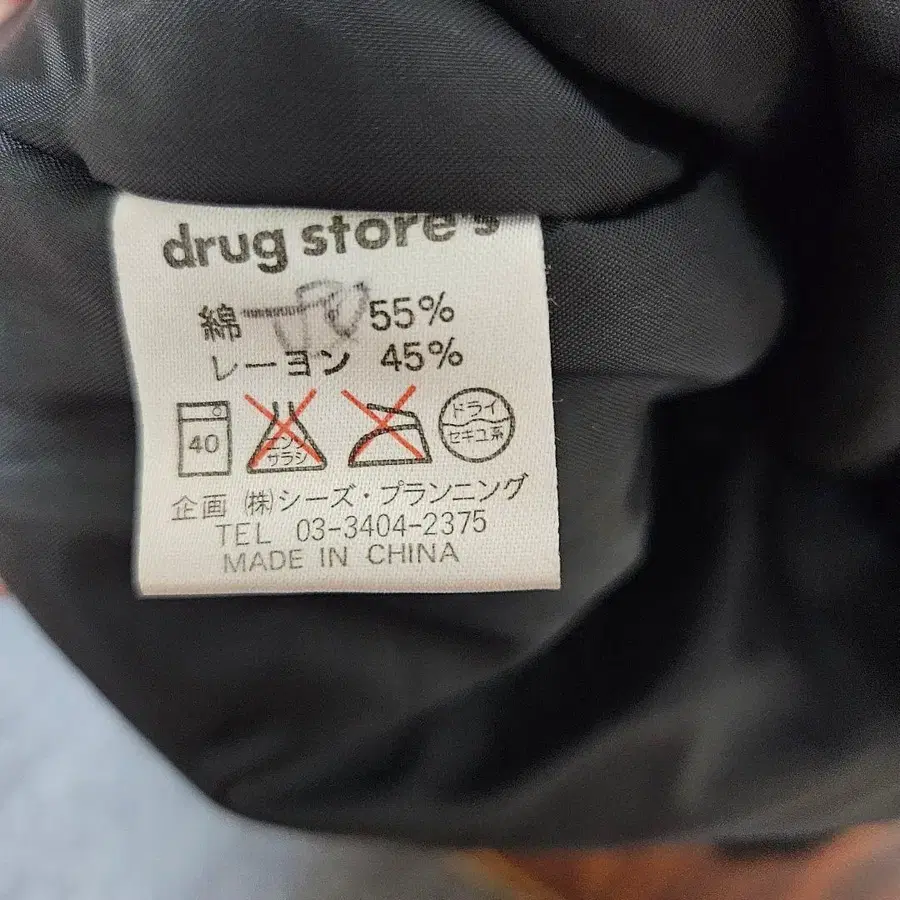 drug store's
綿 55%
レーヨン 45%
40
エンソ
サラシ
ドライ
セキユ系
企画 (株)シーズ・プランニング
TEL 03-3404-2375
MADE IN CHINA